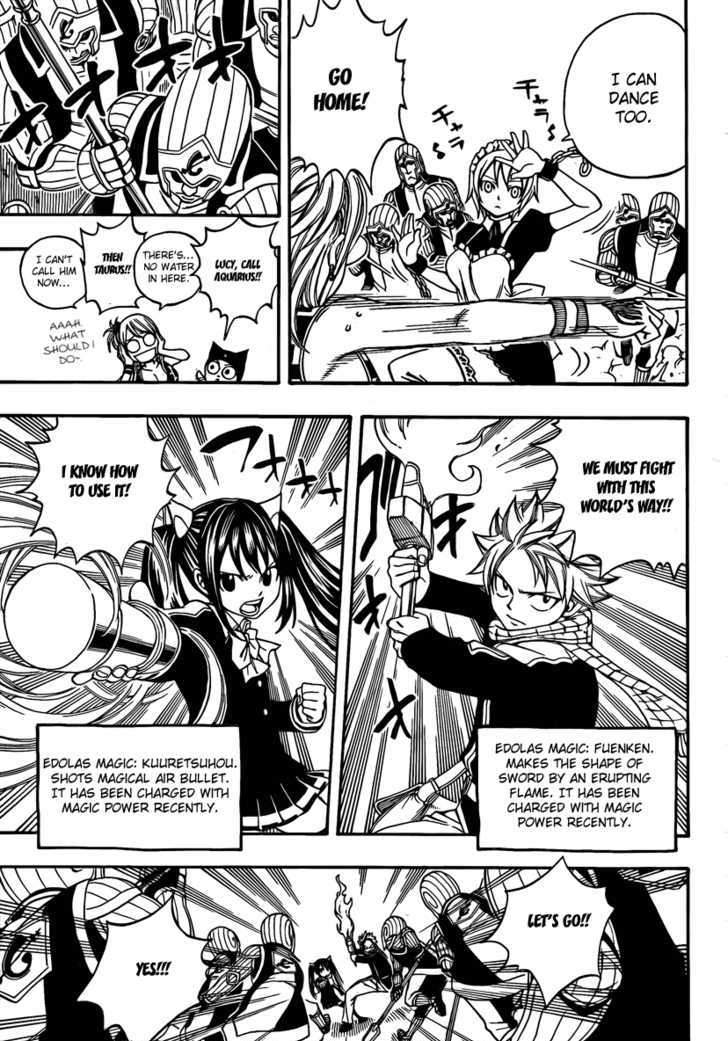 I CAN
DANCE
TOO.
チャラ
チャラ
GO
HOME!
LUCY, CALL
AQUARIUS!!
THERE'S...
NO WATER
IN HERE.
THEN
TAURUS!!
I CAN'T
CALL HIM
NOW...
AAAH.
WHAT
SHOULD I
DO~.
WE MUST FIGHT
WITH THIS
WORLD'S WAY!!
EDOLAS MAGIC: FUENKEN.
MAKES THE SHAPE OF
SWORD BY AN ERUPTING
FLAME. IT HAS BEEN
CHARGED WITH MAGIC
POWER RECENTLY.
I KNOW HOW
TO USE IT!
EDOLAS MAGIC: KUURETSUHOU.
SHOTS MAGICAL AIR BULLET.
IT HAS BEEN CHARGED WITH
MAGIC POWER RECENTLY.
LET'S GO!!
YES!!!